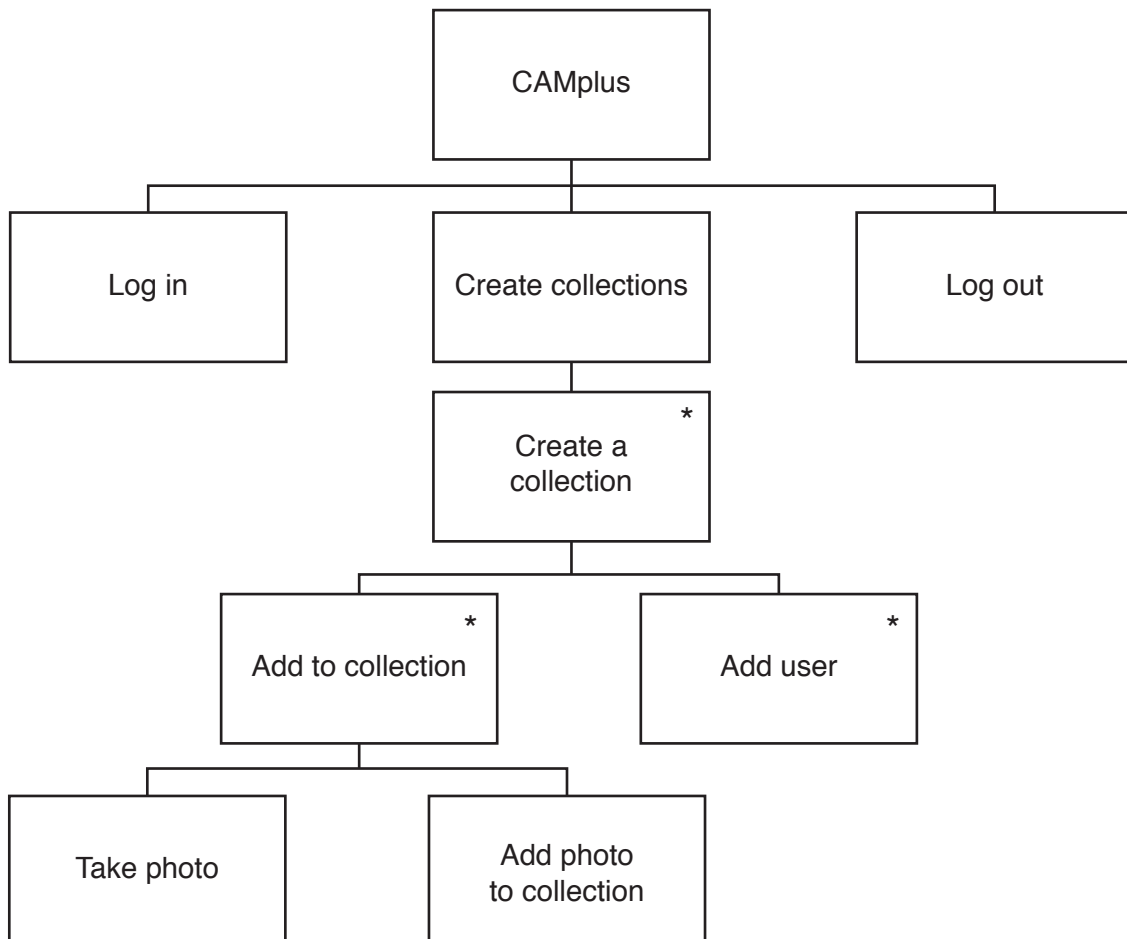 CAMplus
Log in
Create collections
Log out
*
Create a
collection
*
Add to collection
*
Add user
Take photo
Add photo
to collection